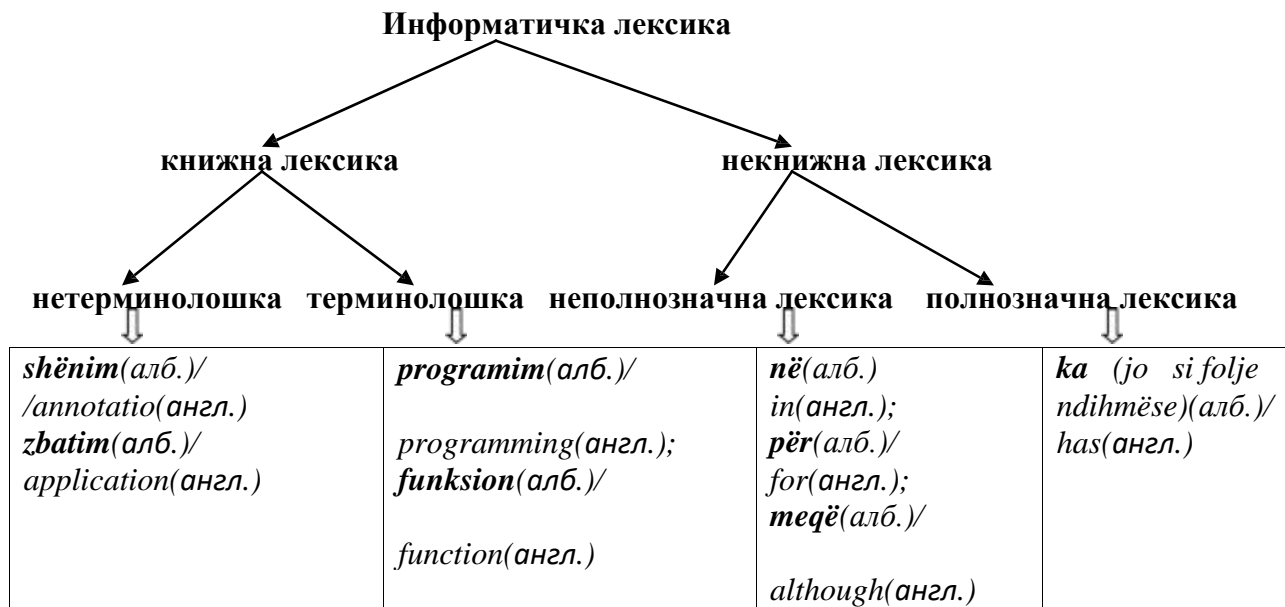 Информатичка лексика
книжна лексика
некнижна лексика
нетерминолошка
терминолошка
неполнозначна лексика
полнозначна лексика
shënim(алб.)/
/annotatio(англ.)
zbatim(алб.)/
application(англ.)
programim(алб.)/
programming(англ.);
funksion(алб.)/
function(англ.)
në(алб.)
in(англ.);
për(алб.)/
for(англ.);
meqë(алб.)/
although(англ.)
ka (jo si folje
ndihmëse)(алб.)/
has(англ.)